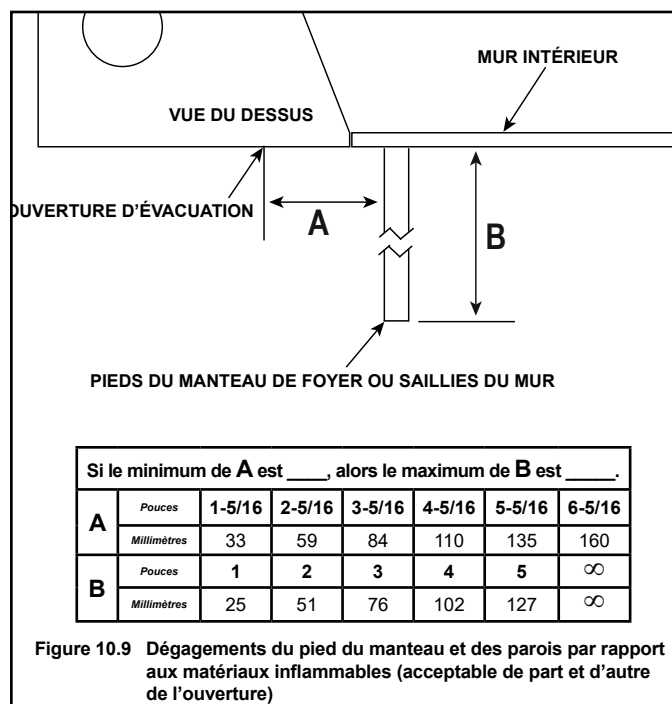 MUR INTÉRIEUR
VUE DU DESSUS
OUVERTURE D'ÉVACUATION
A
B
PIEDS DU MANTEAU DE FOYER OU SAILLIES DU MUR
Si le minimum de A est ____, alors le maximum de B est _____.
A Pouces 1-5/16 2-5/16 3-5/16 4-5/16 5-5/16 6-5/16
Millimètres 33 59 84 110 135 160
B Pouces 1 2 3 4 5 ∞
Millimètres 25 51 76 102 127 ∞
Figure 10.9 Dégagements du pied du manteau et des parois par rapport
aux matériaux inflammables (acceptable de part et d'autre
de l'ouverture)